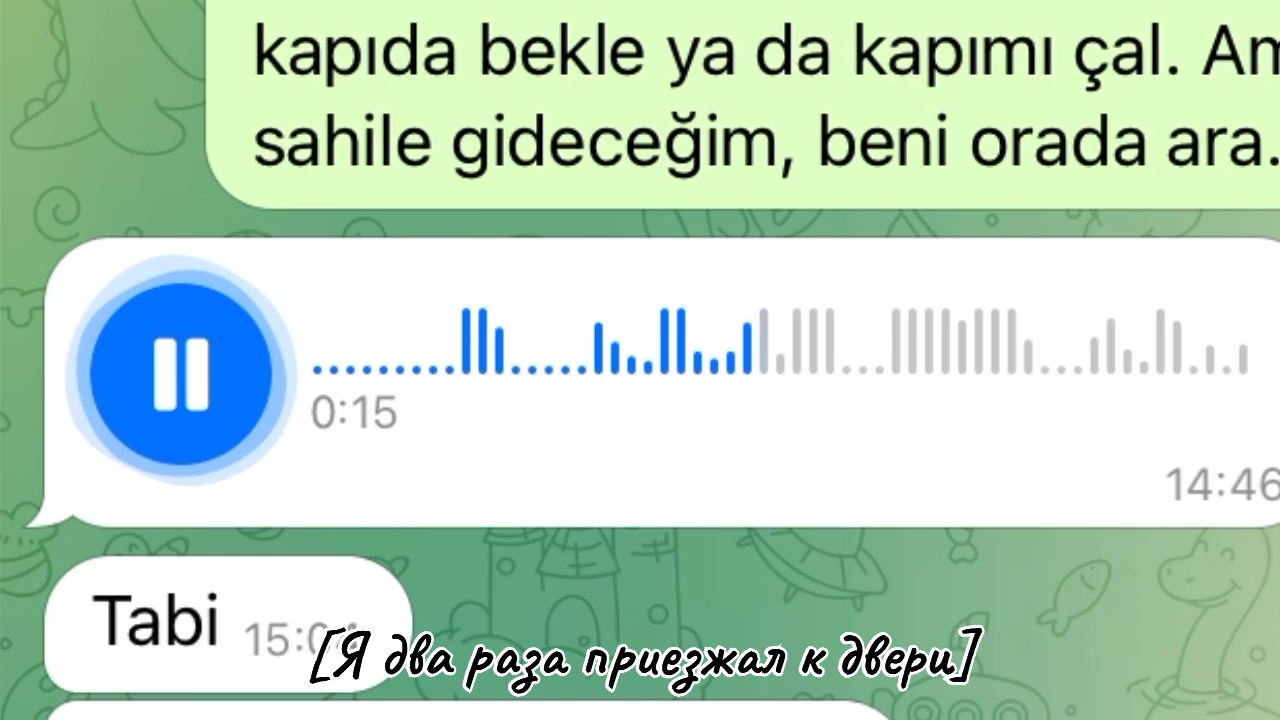 kapıda bekle ya da kapımı çal.
sahile gideceğim, beni orada ara.
0:15
14:46
Tabi
[Я два раза приезжал к двери]